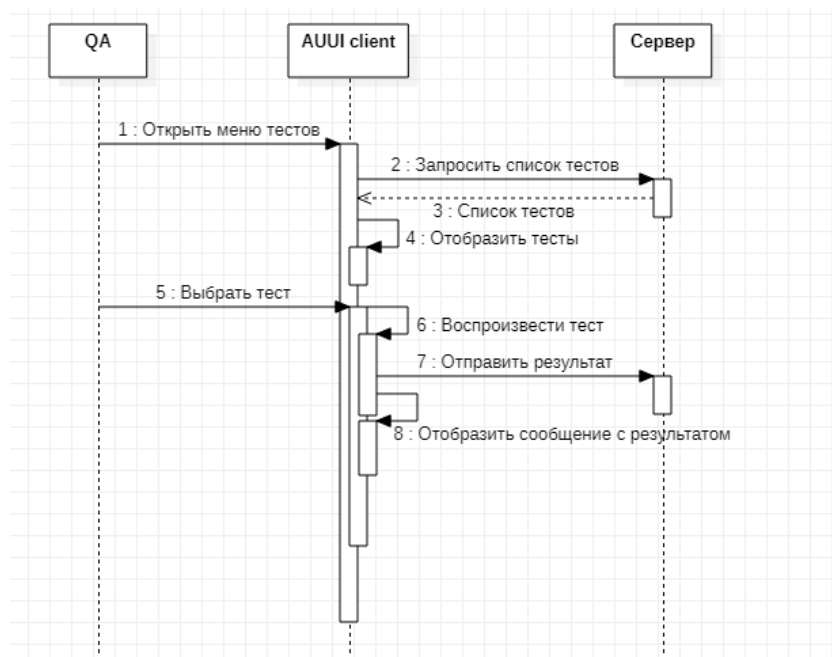 QA
AUUI client
Сервер
1 : Открыть меню тестов
2 : Запросить список тестов
3 : Список тестов
4 : Отобразить тесты
5 : Выбрать тест
6 : Воспроизвести тест
7 : Отправить результат
8 : Отобразить сообщение с результатом